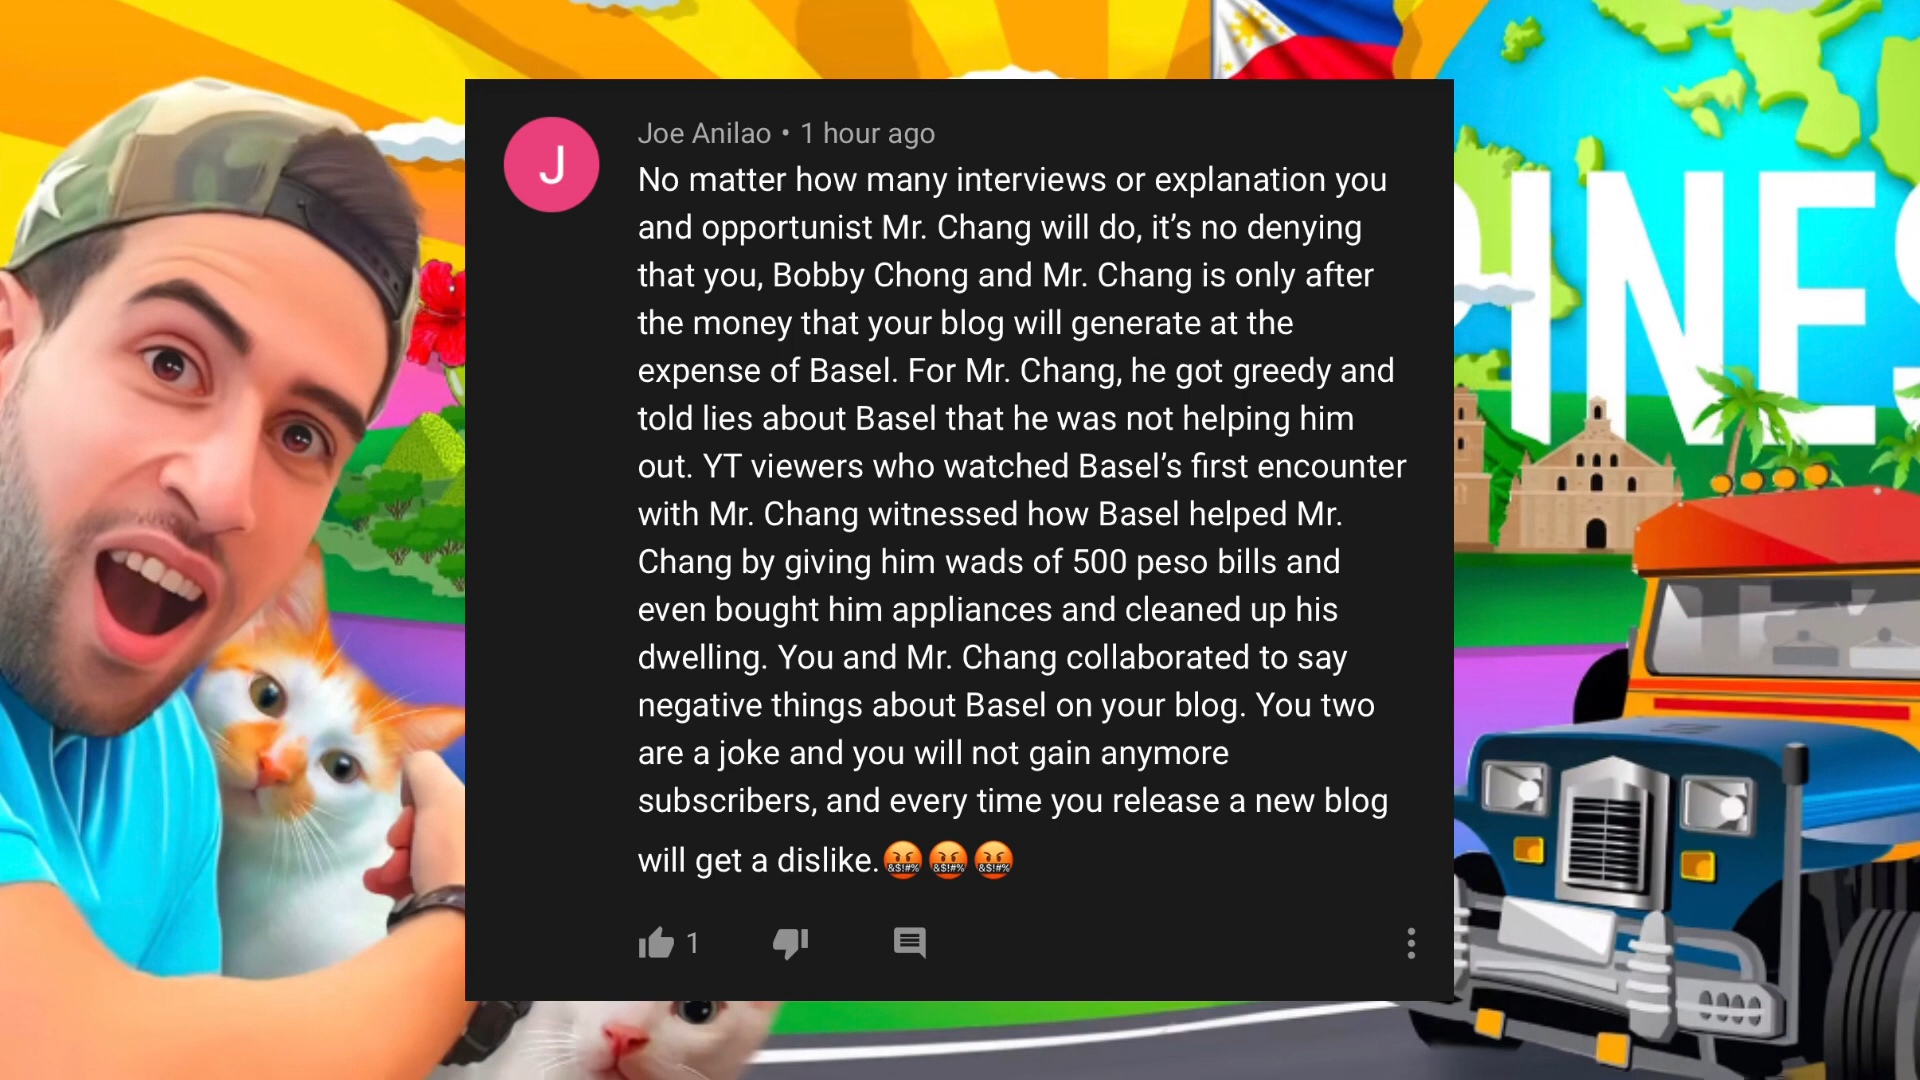 J
Joe Anilao • 1 hour ago
No matter how many interviews or explanation you
and opportunist Mr. Chang will do, it’s no denying
that you, Bobby Chong and Mr. Chang is only after
the money that your blog will generate at the
expense of Basel. For Mr. Chang, he got greedy and
told lies about Basel that he was not helping him
out. YT viewers who watched Basel’s first encounter
with Mr. Chang witnessed how Basel helped Mr.
Chang by giving him wads of 500 peso bills and
even bought him appliances and cleaned up his
dwelling. You and Mr. Chang collaborated to say
negative things about Basel on your blog. You two
are a joke and you will not gain anymore
subscribers, and every time you release a new blog
will get a dislike.🤬🤬🤬
1